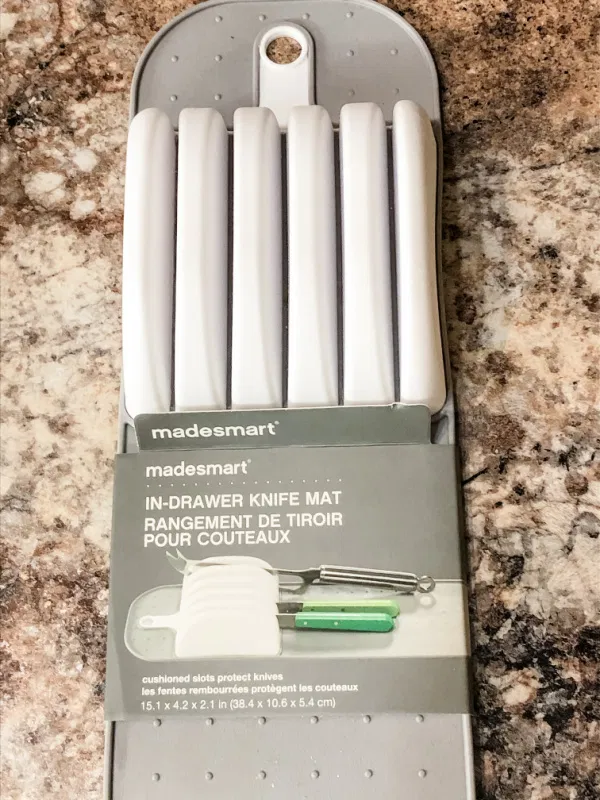 madesmart®
madesmart®
IN-DRAWER KNIFE MAT
RANGEMENT DE TIROIR
POUR COUTEAUX
cushioned slots protect knives
les fentes rembourrées protègent les couteaux
15.1 x 4.2 x 2.1 in (38.4 x 10.6 x 5.4 cm)